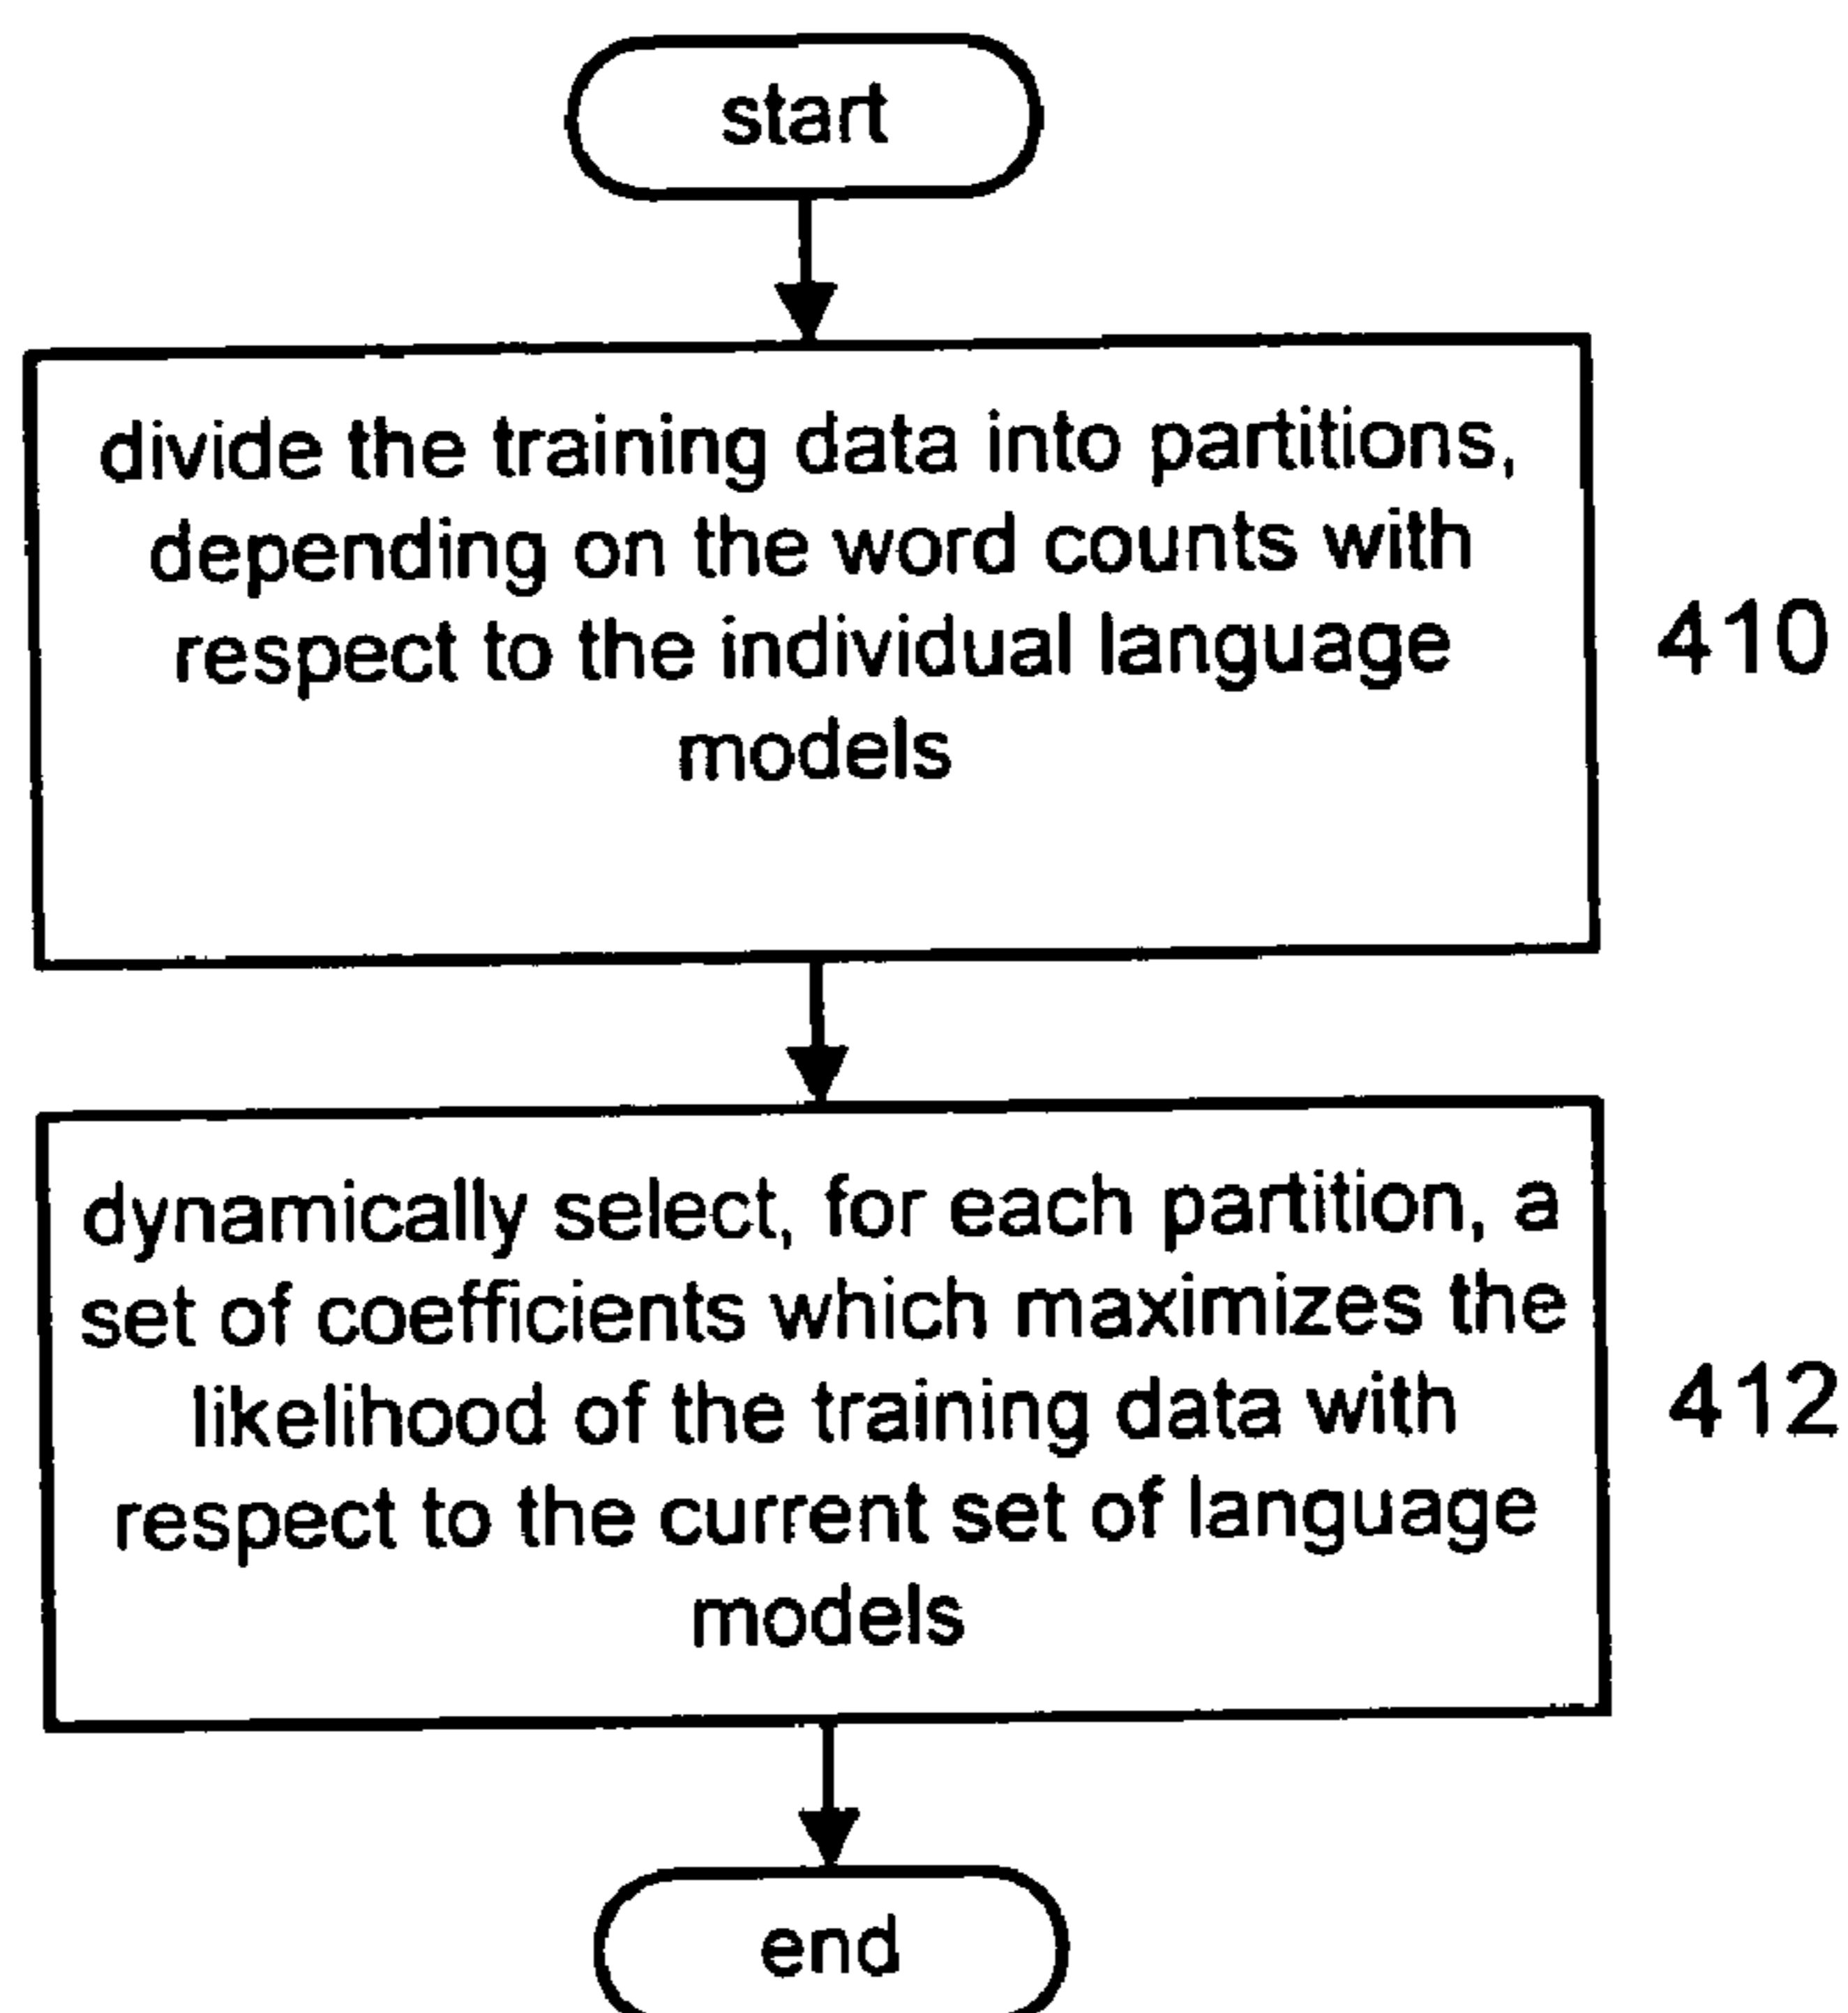 start
divide the training data into partitions,
depending on the word counts with
respect to the individual language
models
410
dynamically select, for each partition, a
set of coefficients which maximizes the
likelihood of the training data with
respect to the current set of language
models
412
end